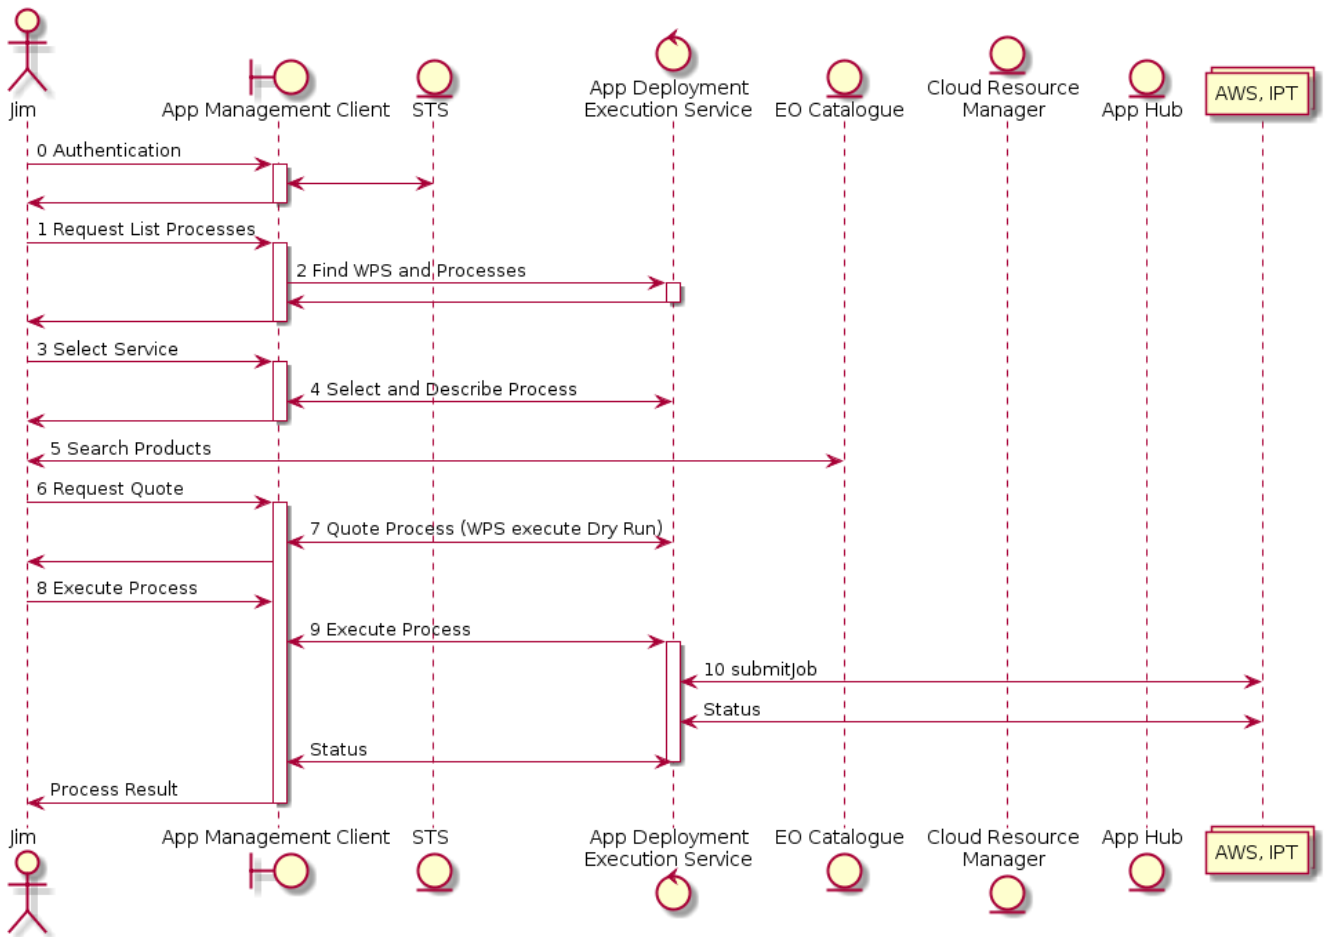 Jim
App Management Client
STS
App Deployment
Execution Service
EO Catalogue
Cloud Resource
Manager
App Hub
AWS, IPT
0 Authentication
1 Request List Processes
2 Find WPS and Processes
3 Select Service
4 Select and Describe Process
5 Search Products
6 Request Quote
7 Quote Process (WPS execute Dry Run)
8 Execute Process
9 Execute Process
10 submitJob
Status
Status
Process Result
Jim
App Management Client
STS
App Deployment
Execution Service
EO Catalogue
Cloud Resource
Manager
App Hub
AWS, IPT